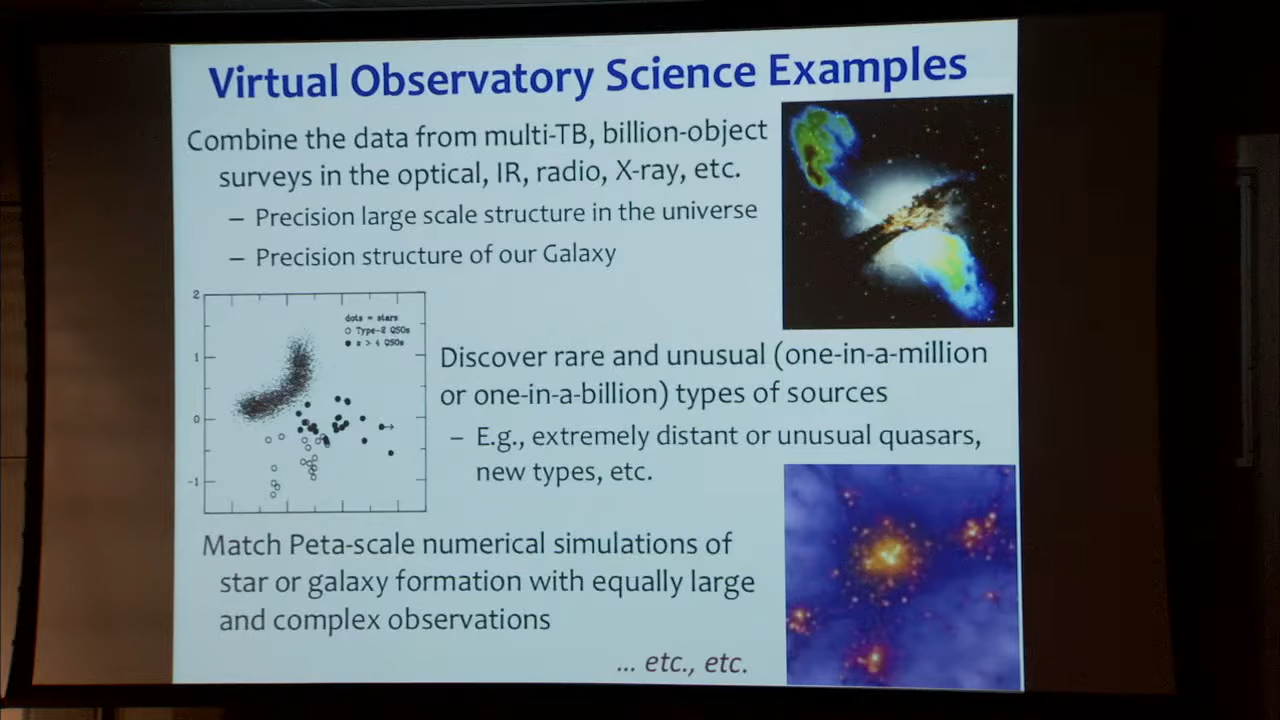 Virtual Observatory Science Examples
Combine the data from multi-TB, billion-object
surveys in the optical, IR, radio, X-ray, etc.
– Precision large scale structure in the universe
– Precision structure of our Galaxy
2
1
0
-1
dots = stars
○ Type-2 QSOs
● z > 4 QSOs
Discover rare and unusual (one-in-a-million
or one-in-a-billion) types of sources
– E.g., extremely distant or unusual quasars,
new types, etc.
Match Peta-scale numerical simulations of
star or galaxy formation with equally large
and complex observations
... etc., etc.